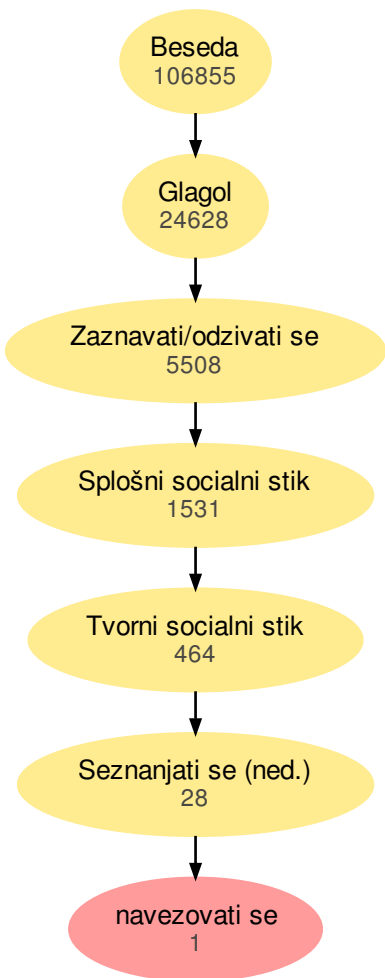 Beseda
106855
Glagol
24628
Zaznavati/odzivati se
5508
Splošni socialni stik
1531
Tvorni socialni stik
464
Seznanjati se (ned.)
28
navezovati se
1